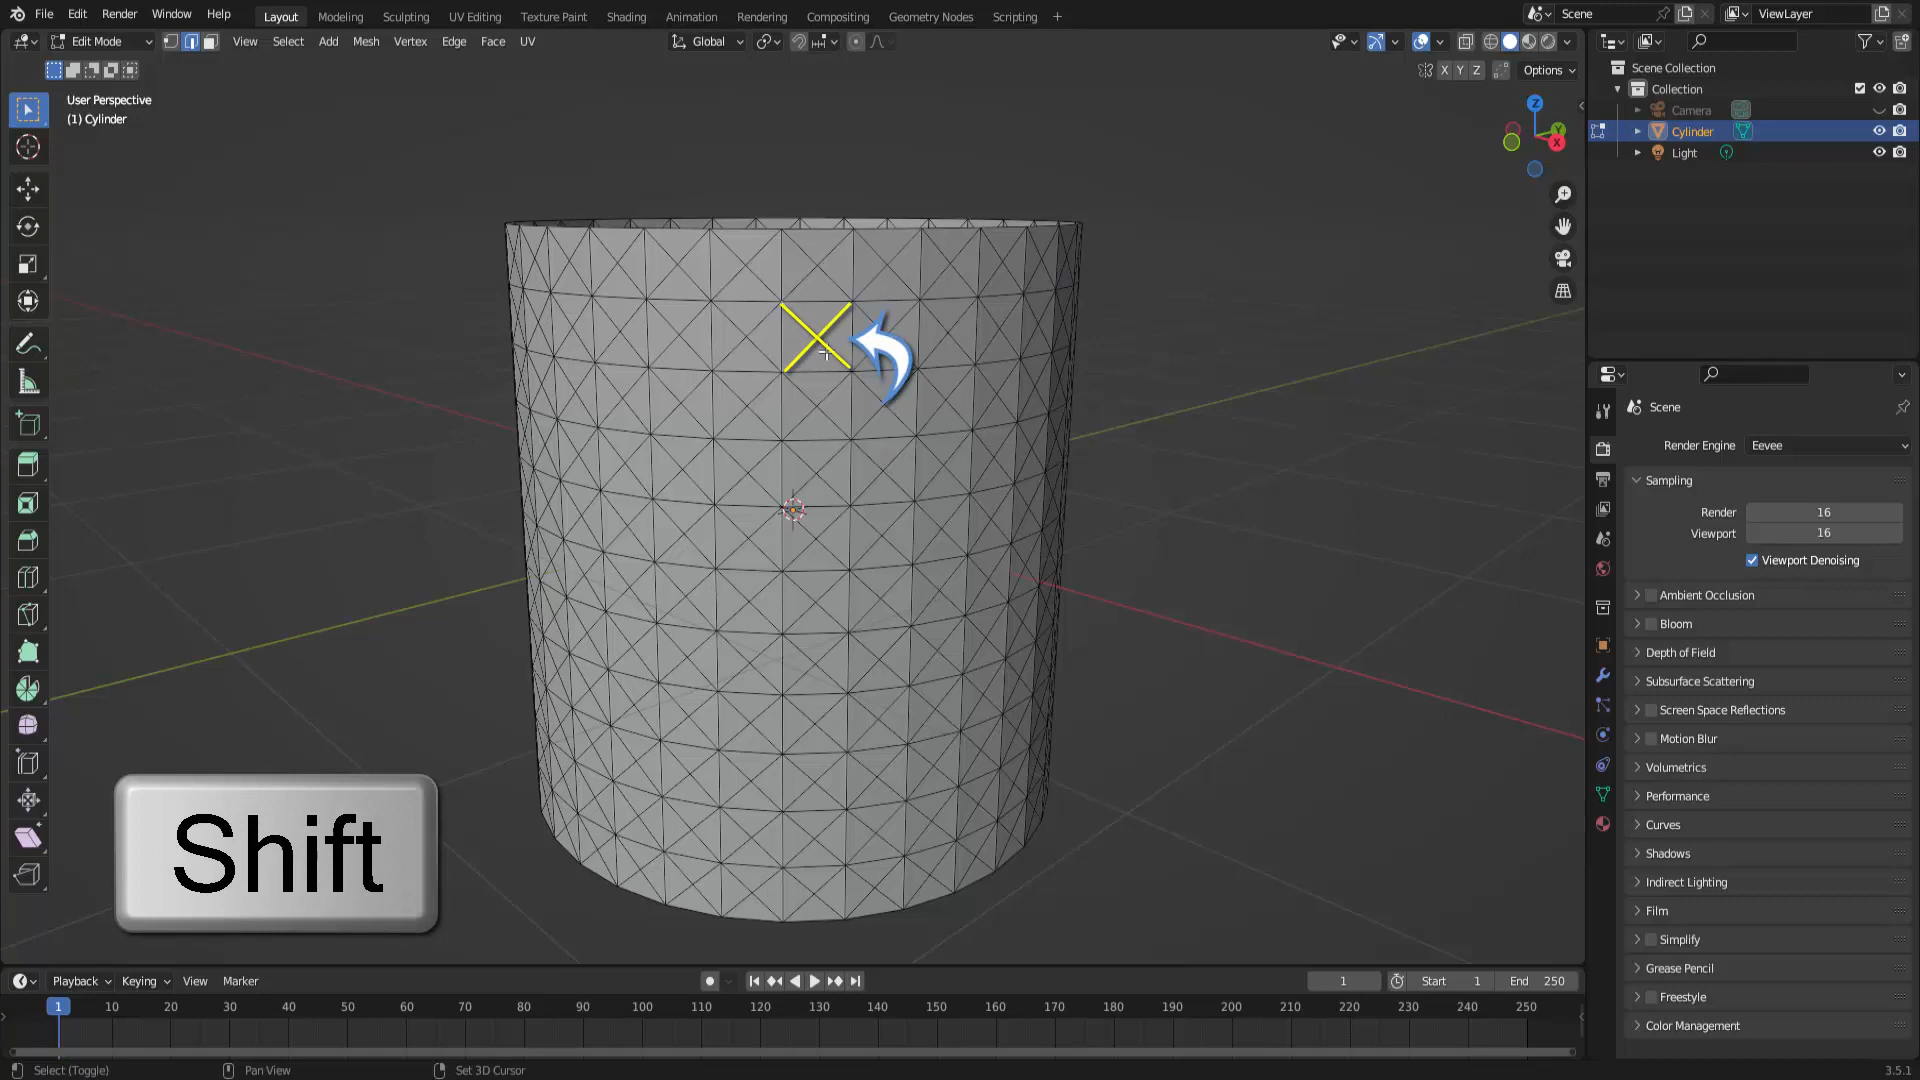 File Edit Render Window Help Layout Modeling Sculpting UV Editing Texture Paint Shading Animation Rendering Compositing Geometry Nodes Scripting + Scene ViewLayer
Edit Mode View Select Add Mesh Vertex Edge Face UV Global
X Y Z Options
User Perspective
(1) Cylinder
Z
Y
X
Scene Collection
Collection
Camera
Cylinder
Light
Scene
Render Engine Eevee
Sampling
Render 16
Viewport 16
Viewport Denoising
Ambient Occlusion
Bloom
Depth of Field
Subsurface Scattering
Screen Space Reflections
Motion Blur
Volumetrics
Performance
Curves
Shadows
Indirect Lighting
Film
Simplify
Grease Pencil
Freestyle
Color Management
Shift
Playback Keying View Marker 1 Start 1 End 250
1 10 20 30 40 50 60 70 80 90 100 110 120 130 140 150 160 170 180 190 200 210 220 230 240 250
Select (Toggle) Pan View Set 3D Cursor 3.5.1